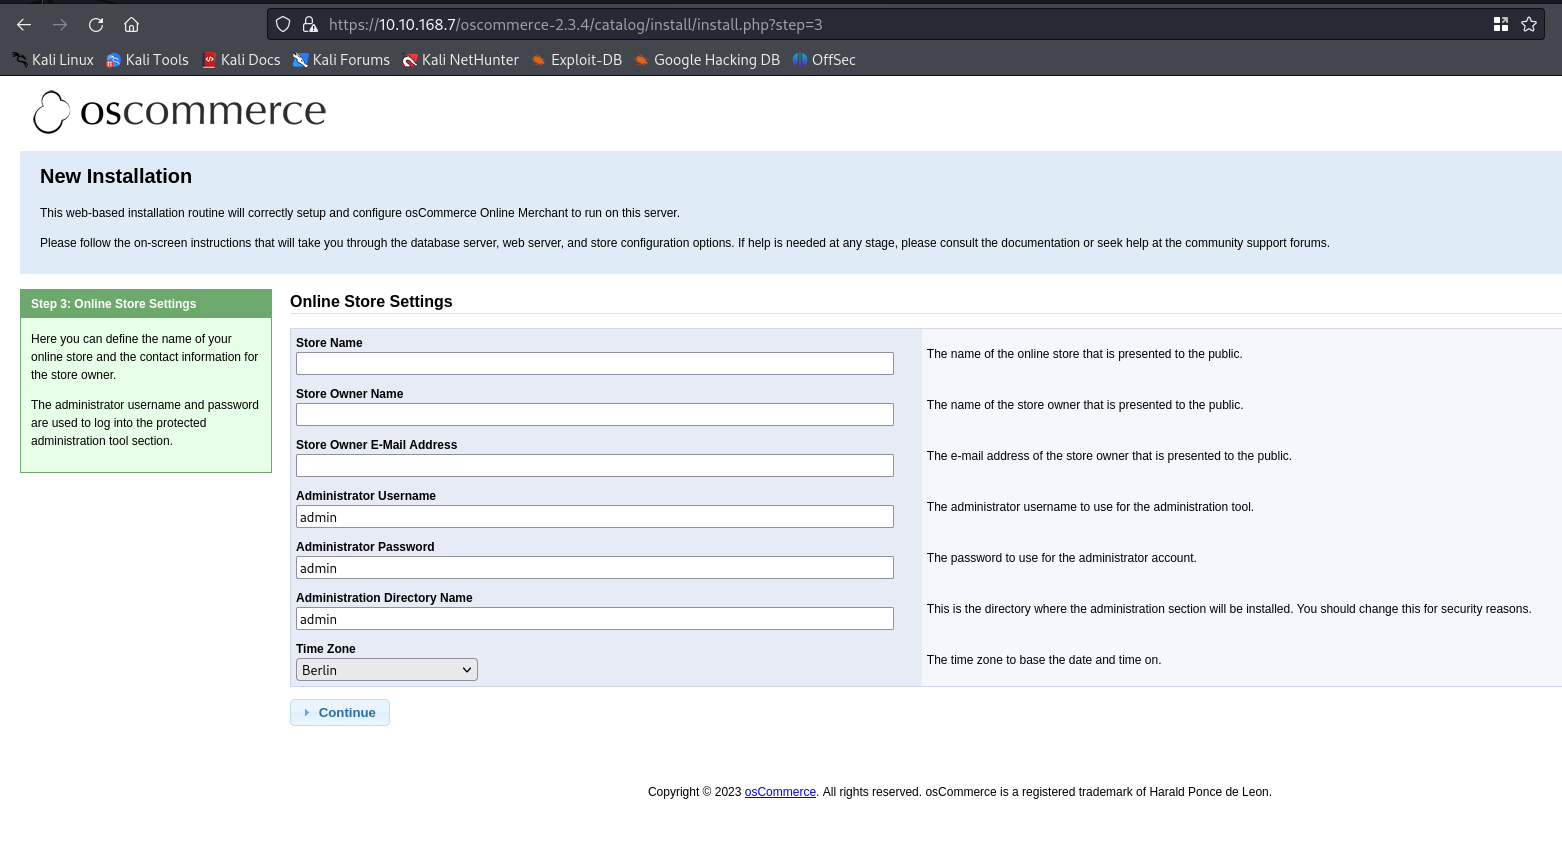 https://10.10.168.7/oscommerce-2.3.4/catalog/install/install.php?step=3
Kali Linux Kali Tools Kali Docs Kali Forums Kali NetHunter Exploit-DB Google Hacking DB OffSec
oscommerce
New Installation
This web-based installation routine will correctly setup and configure osCommerce Online Merchant to run on this server.
Please follow the on-screen instructions that will take you through the database server, web server, and store configuration options. If help is needed at any stage, please consult the documentation or seek help at the community support forums.
Step 3: Online Store Settings
Here you can define the name of your
online store and the contact information for
the store owner.
The administrator username and password
are used to log into the protected
administration tool section.
Online Store Settings
Store Name
The name of the online store that is presented to the public.
Store Owner Name
The name of the store owner that is presented to the public.
Store Owner E-Mail Address
The e-mail address of the store owner that is presented to the public.
Administrator Username
admin
The administrator username to use for the administration tool.
Administrator Password
admin
The password to use for the administrator account.
Administration Directory Name
admin
This is the directory where the administration section will be installed. You should change this for security reasons.
Time Zone
Berlin
The time zone to base the date and time on.
Continue
Copyright © 2023 osCommerce. All rights reserved. osCommerce is a registered trademark of Harald Ponce de Leon.